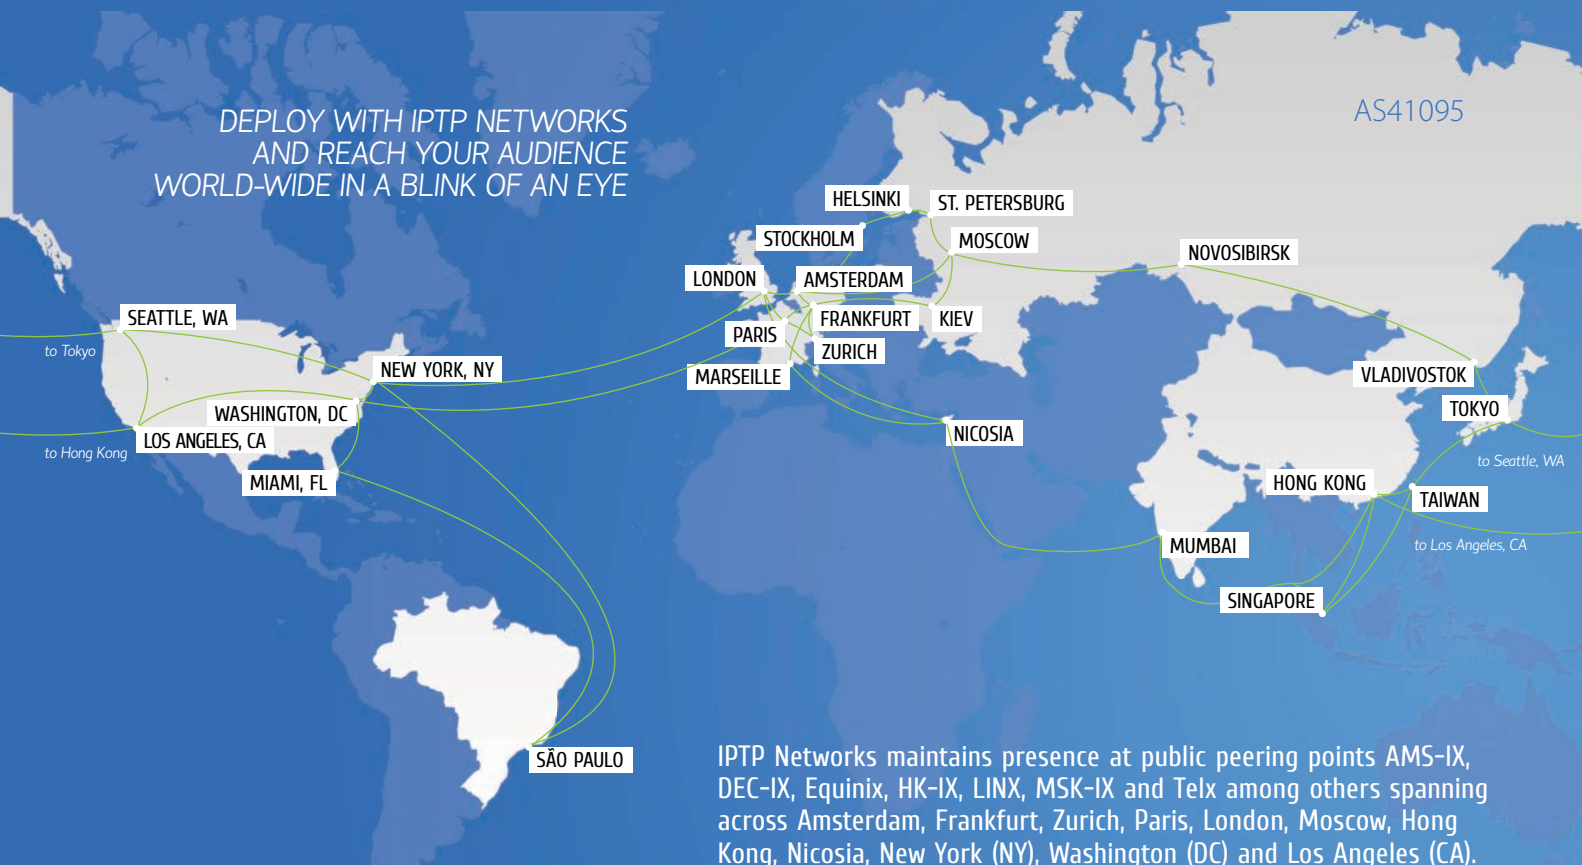 DEPLOY WITH IPTP NETWORKS
AND REACH YOUR AUDIENCE
WORLD-WIDE IN A BLINK OF AN EYE
AS41095
HELSINKI
ST. PETERSBURG
STOCKHOLM
MOSCOW
NOVOSIBIRSK
LONDON
AMSTERDAM
SEATTLE, WA
FRANKFURT
KIEV
PARIS
to Tokyo
ZURICH
NEW YORK, NY
MARSEILLE
VLADIVOSTOK
WASHINGTON, DC
TOKYO
LOS ANGELES, CA
NICOSIA
to Hong Kong
to Seattle, WA
MIAMI, FL
HONG KONG
TAIWAN
MUMBAI
to Los Angeles, CA
SINGAPORE
SÃO PAULO
IPTP Networks maintains presence at public peering points AMS-IX,
DEC-IX, Equinix, HK-IX, LINX, MSK-IX and Telx among others spanning
across Amsterdam, Frankfurt, Zurich, Paris, London, Moscow, Hong
Kong, Nicosia, New York (NY), Washington (DC) and Los Angeles (CA).